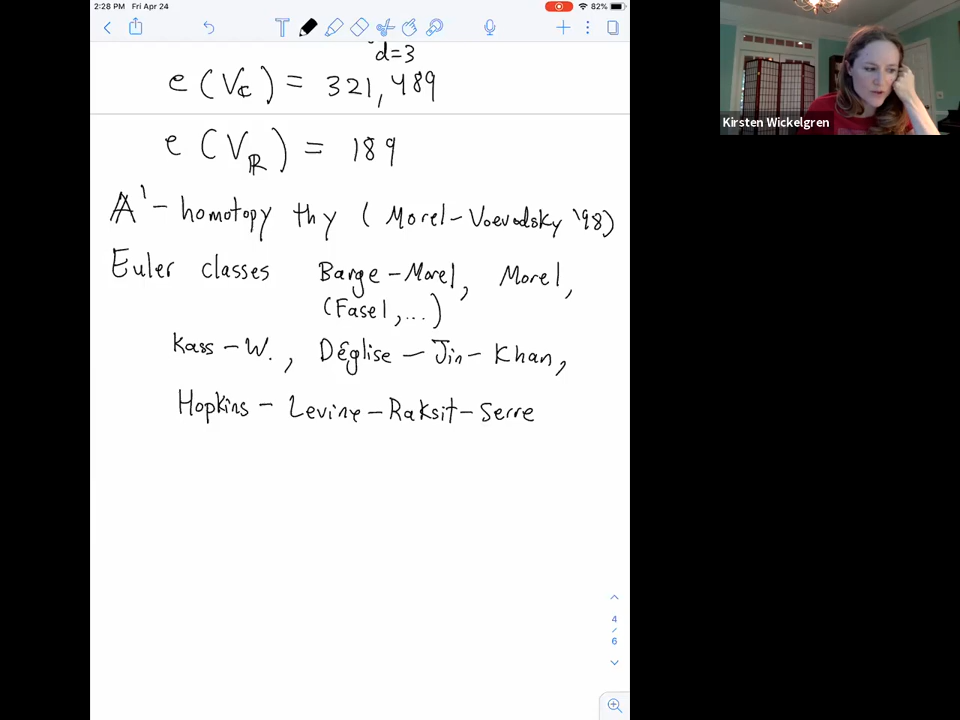 2:28 PM Fri Apr 24
82%
d=3
e(V_ℂ) = 321,489
e(V_ℝ) = 189
A¹-homotopy thy (Morel-Voevodsky '98)
Euler classes Barge-Morel, Morel,
(Fasel,...)
Kass-W., Déglise-Jin-Khan,
Hopkins-Levine-Raksit-Serre
4
/
6
Kirsten Wickelgren